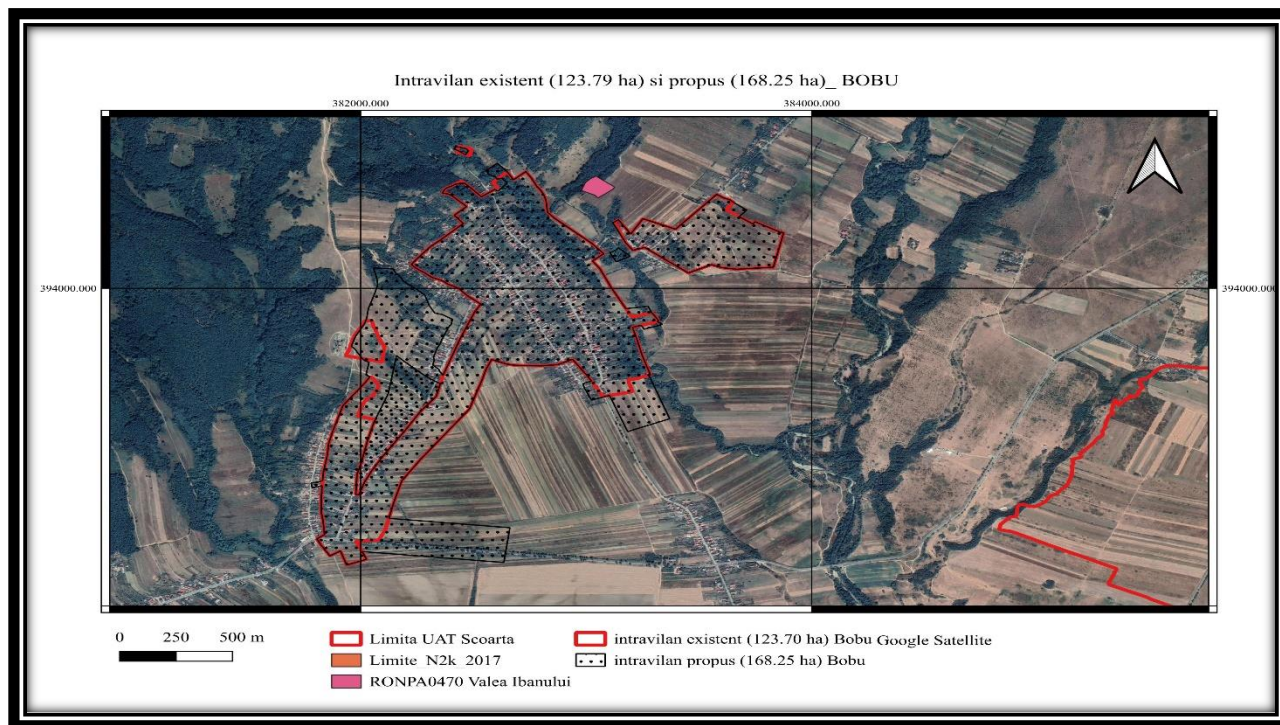 Intravilan existent (123.79 ha) si propus (168.25 ha)_ BOBU
382000.000 384000.000
394000.000 394000.000
0 250 500 m
Limita UAT Scoarta
Limite N2k 2017
RONPA0470 Valea Ibanului
intravilan existent (123.70 ha) Bobu Google Satellite
intravilan propus (168.25 ha) Bobu